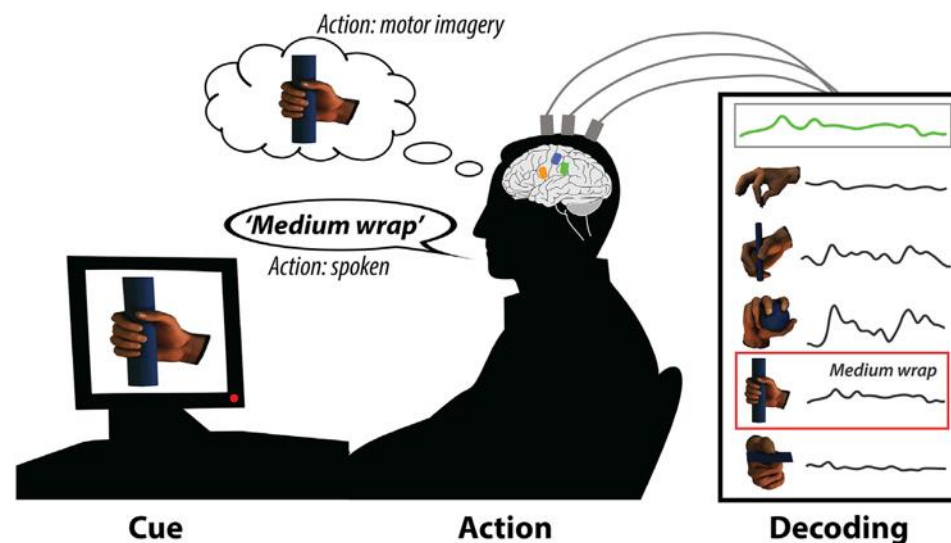 Action: motor imagery
'Medium wrap'
Action: spoken
Medium wrap
Cue
Action
Decoding